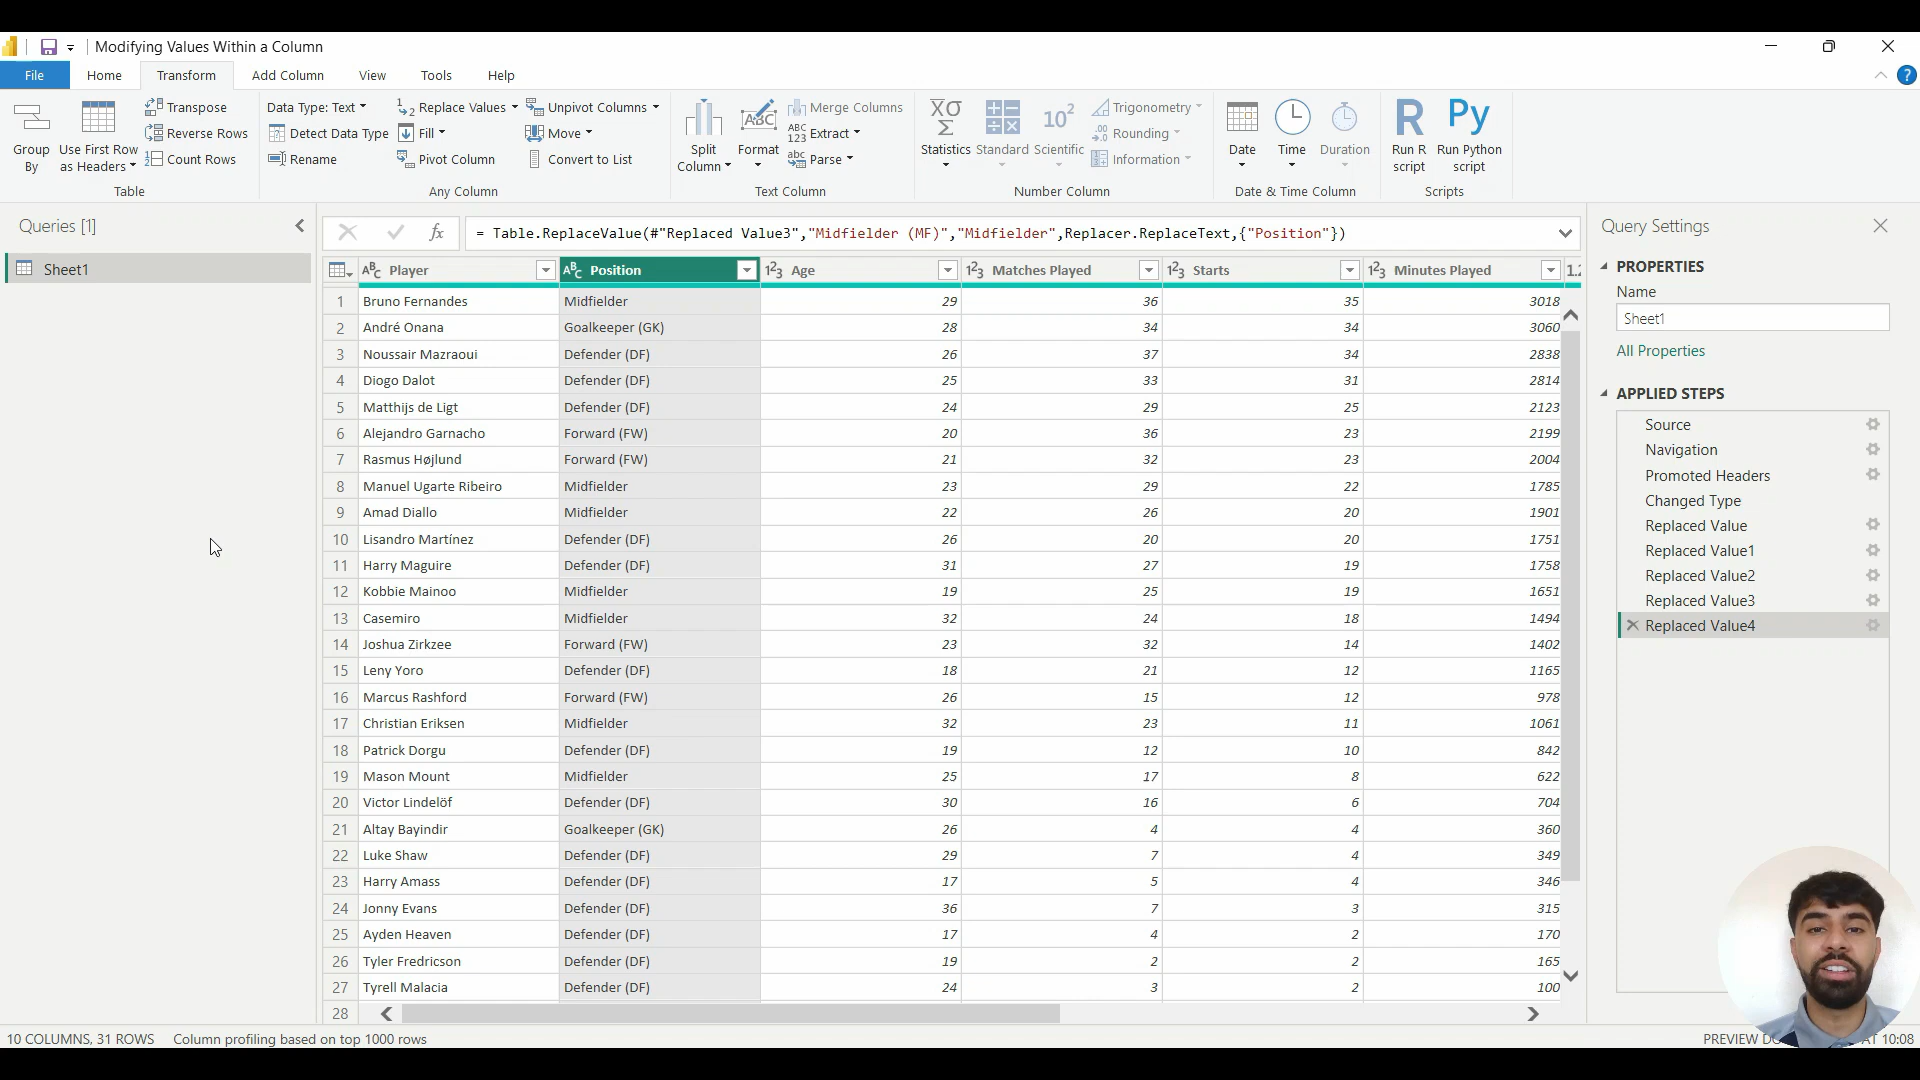 Modifying Values Within a Column
File Home Transform Add Column View Tools Help
Group By
Use First Row as Headers
Transpose
Reverse Rows
Count Rows
Table
Data Type: Text
Detect Data Type
Rename
Replace Values
Fill
Pivot Column
Unpivot Columns
Move
Convert to List
Any Column
Split Column
Format
Merge Columns
Extract
Parse
Text Column
Statistics
Standard
Scientific
Trigonometry
Rounding
Information
Number Column
Date
Time
Duration
Date & Time Column
Run R script
Run Python script
Scripts
Queries [1]
Sheet1
= Table.ReplaceValue(#"Replaced Value3","Midfielder (MF)","Midfielder",Replacer.ReplaceText,{"Position"})
Player Position Age Matches Played Starts Minutes Played
1 Bruno Fernandes Midfielder 29 36 35 3018
2 André Onana Goalkeeper (GK) 28 34 34 3060
3 Noussair Mazraoui Defender (DF) 26 37 34 2838
4 Diogo Dalot Defender (DF) 25 33 31 2814
5 Matthijs de Ligt Defender (DF) 24 29 25 2123
6 Alejandro Garnacho Forward (FW) 20 36 23 2199
7 Rasmus Højlund Forward (FW) 21 32 23 2004
8 Manuel Ugarte Ribeiro Midfielder 23 29 22 1785
9 Amad Diallo Midfielder 22 26 20 1901
10 Lisandro Martínez Defender (DF) 26 20 20 1751
11 Harry Maguire Defender (DF) 31 27 19 1758
12 Kobbie Mainoo Midfielder 19 25 19 1651
13 Casemiro Midfielder 32 24 18 1494
14 Joshua Zirkzee Forward (FW) 23 32 14 1402
15 Leny Yoro Defender (DF) 18 21 12 1165
16 Marcus Rashford Forward (FW) 26 15 12 978
17 Christian Eriksen Midfielder 32 23 11 1061
18 Patrick Dorgu Defender (DF) 19 12 10 842
19 Mason Mount Midfielder 25 17 8 622
20 Victor Lindelöf Defender (DF) 30 16 6 704
21 Altay Bayindir Goalkeeper (GK) 26 4 4 360
22 Luke Shaw Defender (DF) 29 7 4 349
23 Harry Amass Defender (DF) 17 5 4 346
24 Jonny Evans Defender (DF) 36 7 3 315
25 Ayden Heaven Defender (DF) 17 4 2 170
26 Tyler Fredricson Defender (DF) 19 2 2 165
27 Tyrell Malacia Defender (DF) 24 3 2 100
28
Query Settings
PROPERTIES
Name
Sheet1
All Properties
APPLIED STEPS
Source
Navigation
Promoted Headers
Changed Type
Replaced Value
Replaced Value1
Replaced Value2
Replaced Value3
Replaced Value4
10 COLUMNS, 31 ROWS Column profiling based on top 1000 rows
PREVIEW AT 10:08